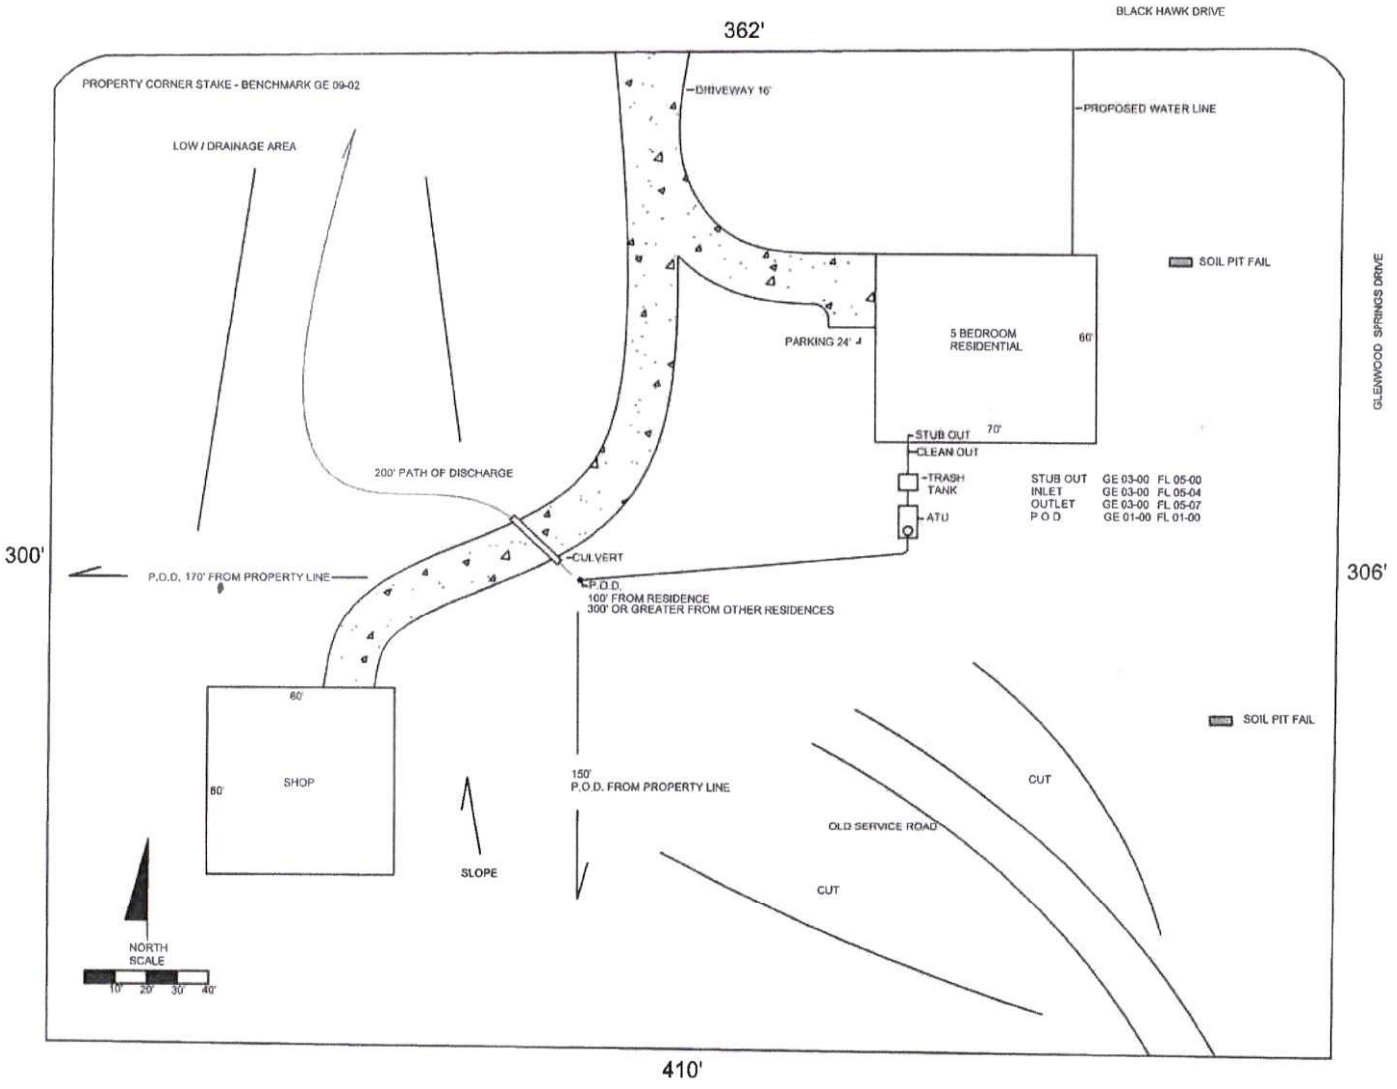 BLACK HAWK DRIVE
362'
PROPERTY CORNER STAKE - BENCHMARK GE 09-02
DRIVEWAY 16'
PROPOSED WATER LINE
LOW / DRAINAGE AREA
SOIL PIT FAIL
GLENWOOD SPRINGS DRIVE
5 BEDROOM
RESIDENTIAL
60'
PARKING 24'
70'
STUB OUT
CLEAN OUT
200' PATH OF DISCHARGE
TRASH
TANK
STUB OUT GE 03-00 FL 05-00
INLET GE 03-00 FL 05-04
OUTLET GE 03-00 FL 05-07
P O D GE 01-00 FL 01-00
ATU
300'
CULVERT
306'
P.O.D. 170' FROM PROPERTY LINE
P.O.D.
100' FROM RESIDENCE
300' OR GREATER FROM OTHER RESIDENCES
60'
SOIL PIT FAIL
SHOP
60'
150'
P.O.D. FROM PROPERTY LINE
CUT
OLD SERVICE ROAD
SLOPE
CUT
NORTH
SCALE
10' 20' 30' 40'
410'